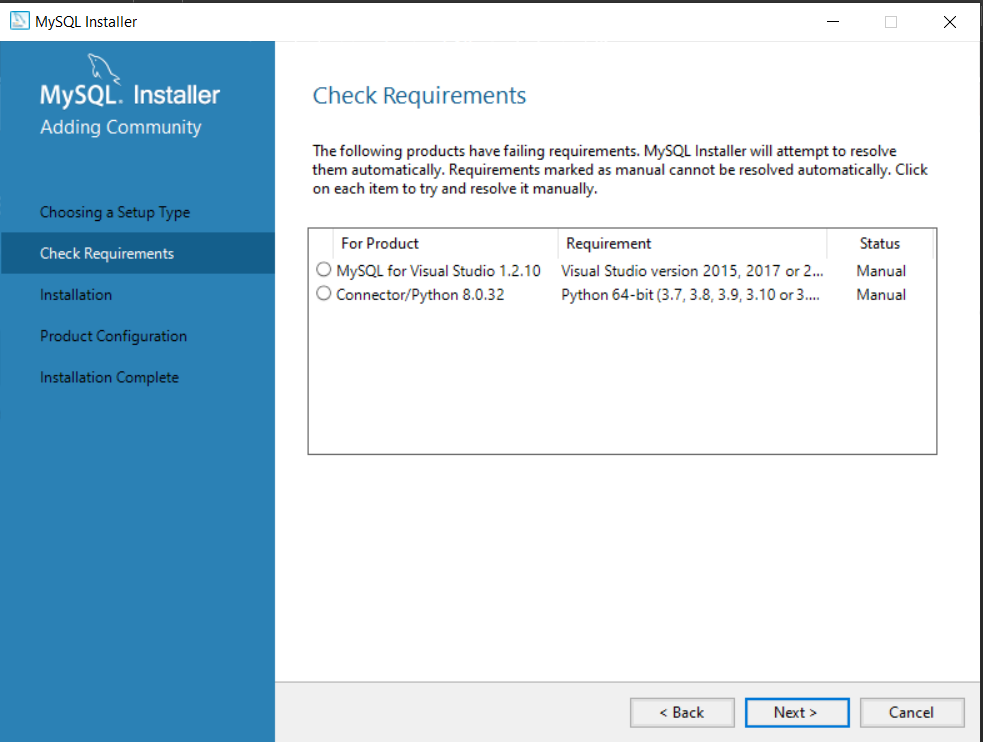 MySQL Installer
MySQL. Installer
Adding Community
Choosing a Setup Type
Check Requirements
Installation
Product Configuration
Installation Complete
Check Requirements
The following products have failing requirements. MySQL Installer will attempt to resolve
them automatically. Requirements marked as manual cannot be resolved automatically. Click
on each item to try and resolve it manually.
For Product Requirement Status
MySQL for Visual Studio 1.2.10 Visual Studio version 2015, 2017 or 2... Manual
Connector/Python 8.0.32 Python 64-bit (3.7, 3.8, 3.9, 3.10 or 3.... Manual
< Back Next > Cancel